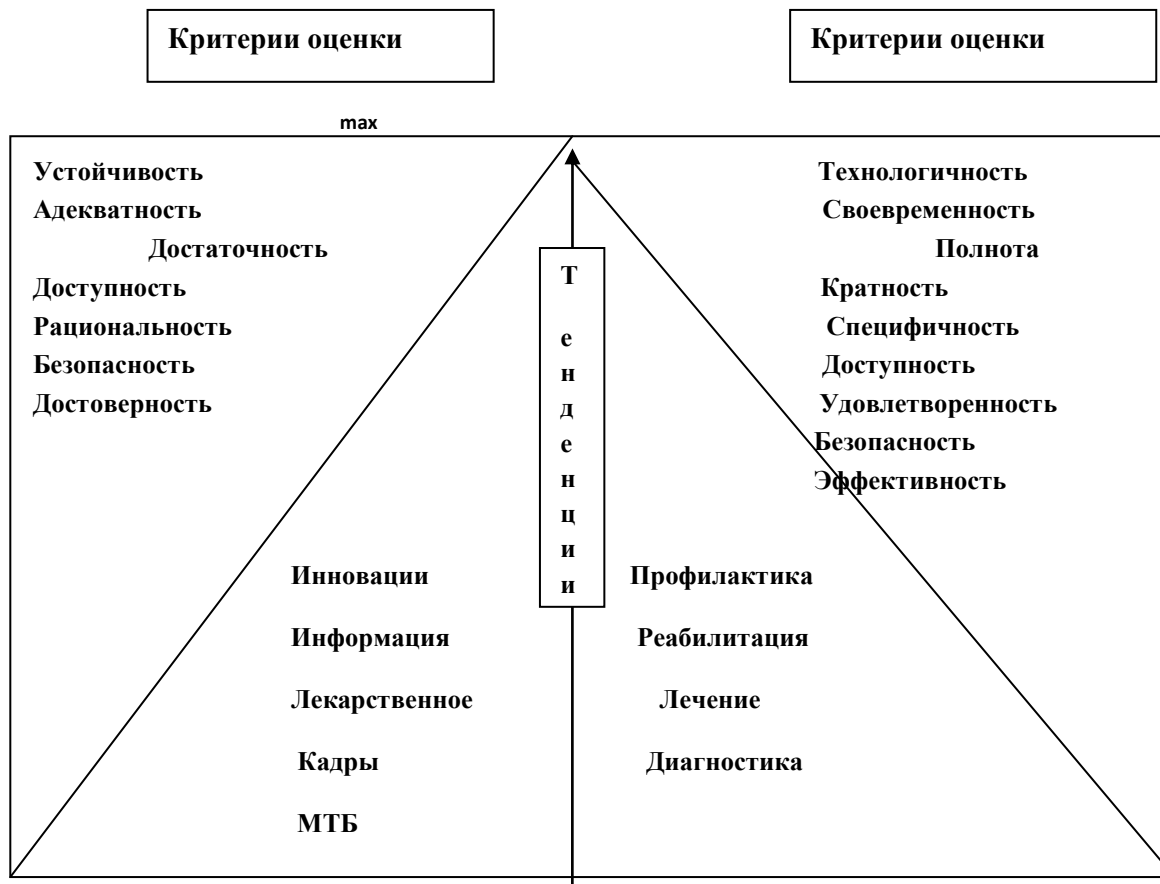 Критерии оценки
Критерии оценки
max
Устойчивость
Адекватность
Достаточность
Доступность
Рациональность
Безопасность
Достоверность
Технологичность
Своевременность
Полнота
Кратность
Специфичность
Доступность
Удовлетворенность
Безопасность
Эффективность
Т
е
н
д
е
н
ц
и
и
Инновации
Информация
Лекарственное
Кадры
МТБ
Профилактика
Реабилитация
Лечение
Диагностика